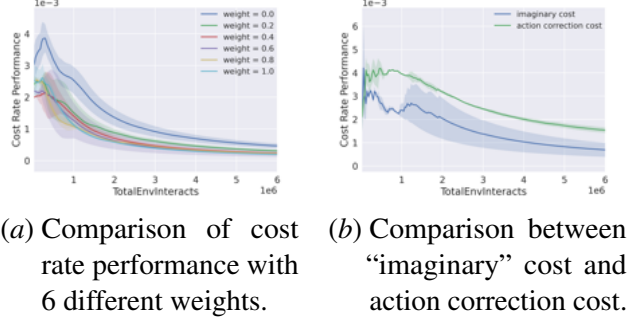 1e−3
Cost Rate Performance
4
3
2
1
0
weight = 0.0
weight = 0.2
weight = 0.4
weight = 0.6
weight = 0.8
weight = 1.0
1 2 3 4 5 6
TotalEnvInteracts
1e6
1e−3
Cost Rate Performance
6
5
4
3
2
1
0
imaginary cost
action correction cost
1 2 3 4 5 6
TotalEnvInteracts
1e6
(a) Comparison of cost
rate performance with
6 different weights.
(b) Comparison between
“imaginary” cost and
action correction cost.